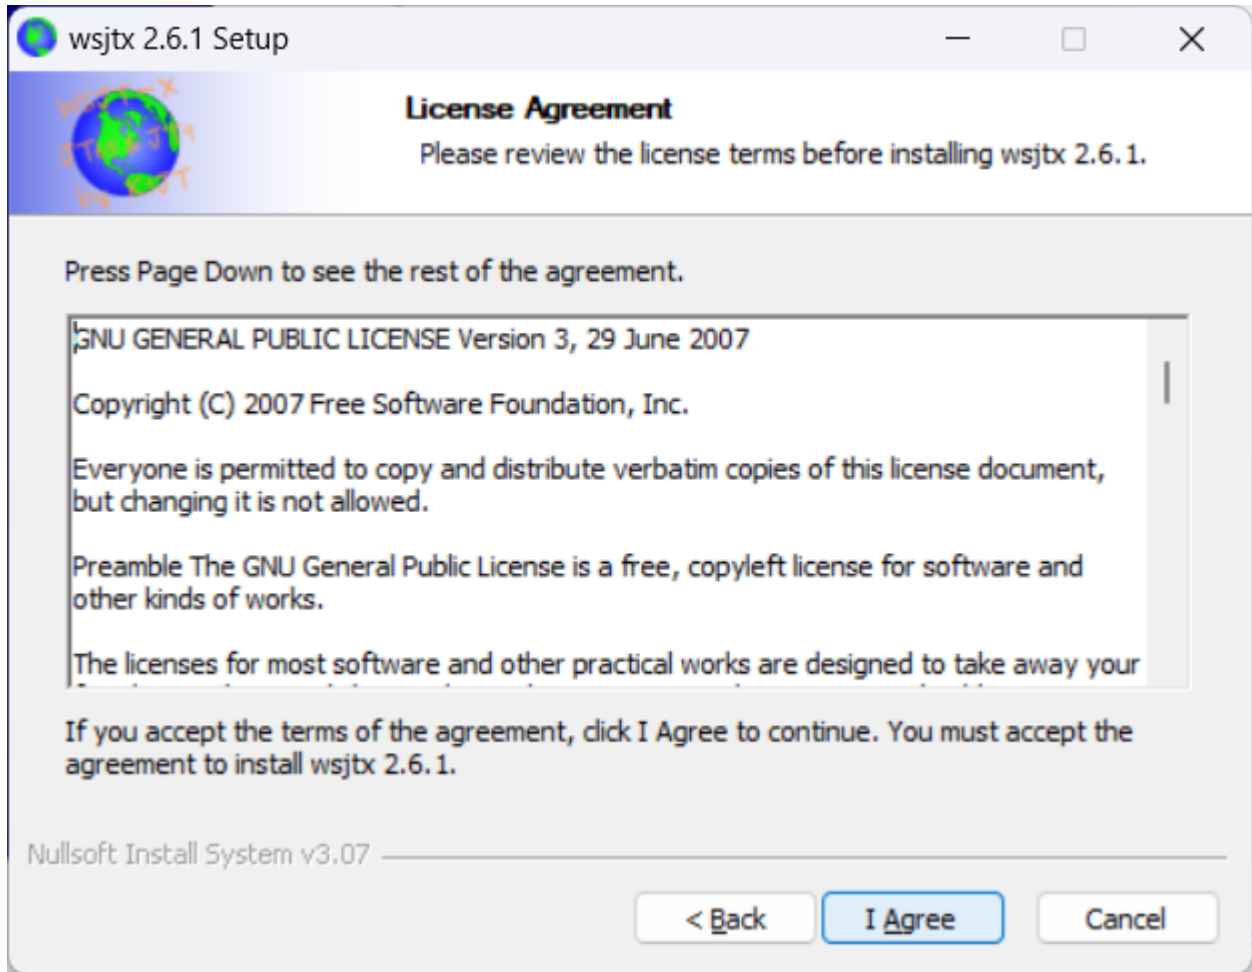 wsjtx 2.6.1 Setup
WSJT-X
by K1JT
License Agreement
Please review the license terms before installing wsjtx 2.6.1.
Press Page Down to see the rest of the agreement.
GNU GENERAL PUBLIC LICENSE Version 3, 29 June 2007
Copyright (C) 2007 Free Software Foundation, Inc.
Everyone is permitted to copy and distribute verbatim copies of this license document,
but changing it is not allowed.
Preamble The GNU General Public License is a free, copyleft license for software and
other kinds of works.
The licenses for most software and other practical works are designed to take away your
If you accept the terms of the agreement, click I Agree to continue. You must accept the
agreement to install wsjtx 2.6.1.
Nullsoft Install System v3.07
< Back
I Agree
Cancel